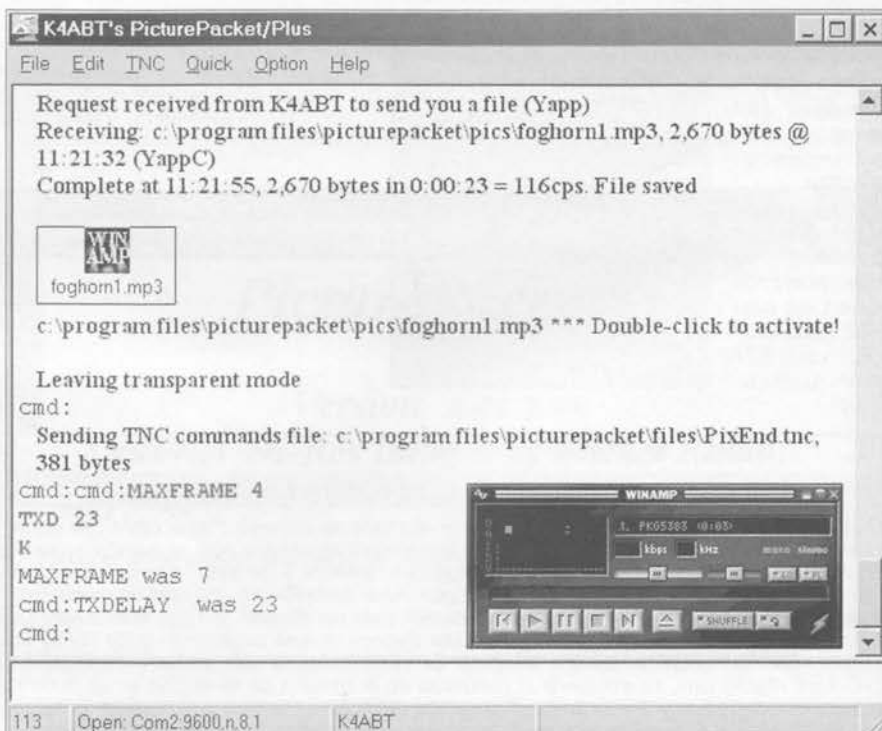 K4ABT's PicturePacket/Plus
File Edit TNC Quick Option Help
Request received from K4ABT to send you a file (Yapp)
Receiving: c:\program files\picturepacket\pics\foghorn1.mp3, 2,670 bytes @
11:21:32 (YappC)
Complete at 11:21:55, 2,670 bytes in 0:00:23 = 116cps. File saved
WIN
AMP
foghorn1.mp3
c:\program files\picturepacket\pics\foghorn1.mp3 *** Double-click to activate!
Leaving transparent mode
cmd:
Sending TNC commands file: c:\program files\picturepacket\files\PixEnd.tnc,
381 bytes
cmd:cmd:MAXFRAME 4
TXD 23
K
MAXFRAME was 7
cmd:TXDELAY was 23
cmd:
WINAMP
1. PKG5383 (0:03)
kbps kHz mono stereo
SHUFFLE
113 Open: Com2:9600,n,8,1 K4ABT